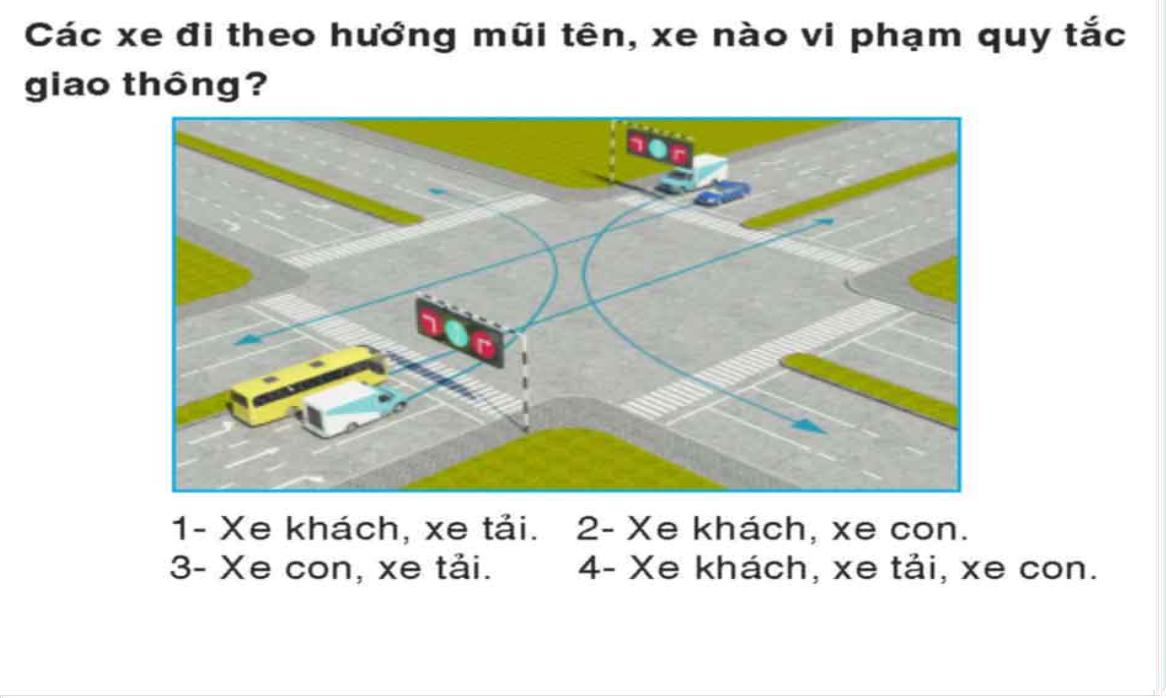 Các xe đi theo hướng mũi tên, xe nào vi phạm quy tắc
giao thông?
1- Xe khách, xe tải. 2- Xe khách, xe con.
3- Xe con, xe tải. 4- Xe khách, xe tải, xe con.